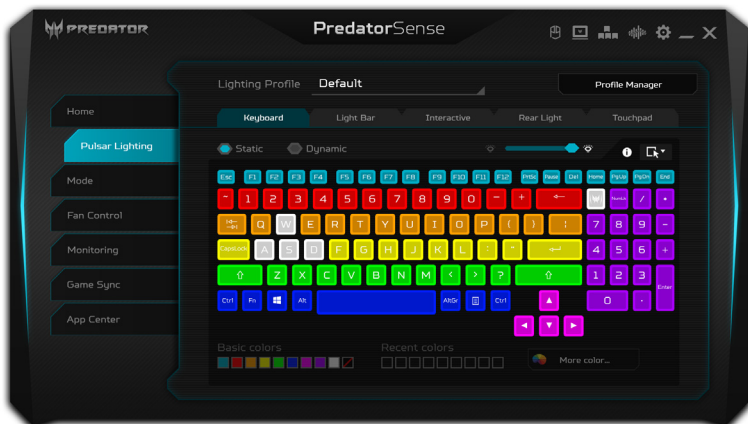 PREDATOR
PredatorSense
Lighting Profile Default
Profile Manager
Home
Pulsar Lighting
Mode
Fan Control
Monitoring
Game Sync
App Center
Keyboard Light Bar Interactive Rear Light Touchpad
Static Dynamic
Esc F1 F2 F3 F4 F5 F6 F7 F8 F9 F10 F11 F12 PrtSc Pause Del Home PgUp PgDn End
~ 1 2 3 4 5 6 7 8 9 0 - + NumLk / *
Q W E R T Y U I O P ( ) 7 8 9 -
CapsLock A S D F G H J K L 4 5 6 +
Z X C V B N M < > ? 1 2 3 Enter
Ctrl Fn Alt AltGr Ctrl 0 .
Basic colors Recent colors
More color...